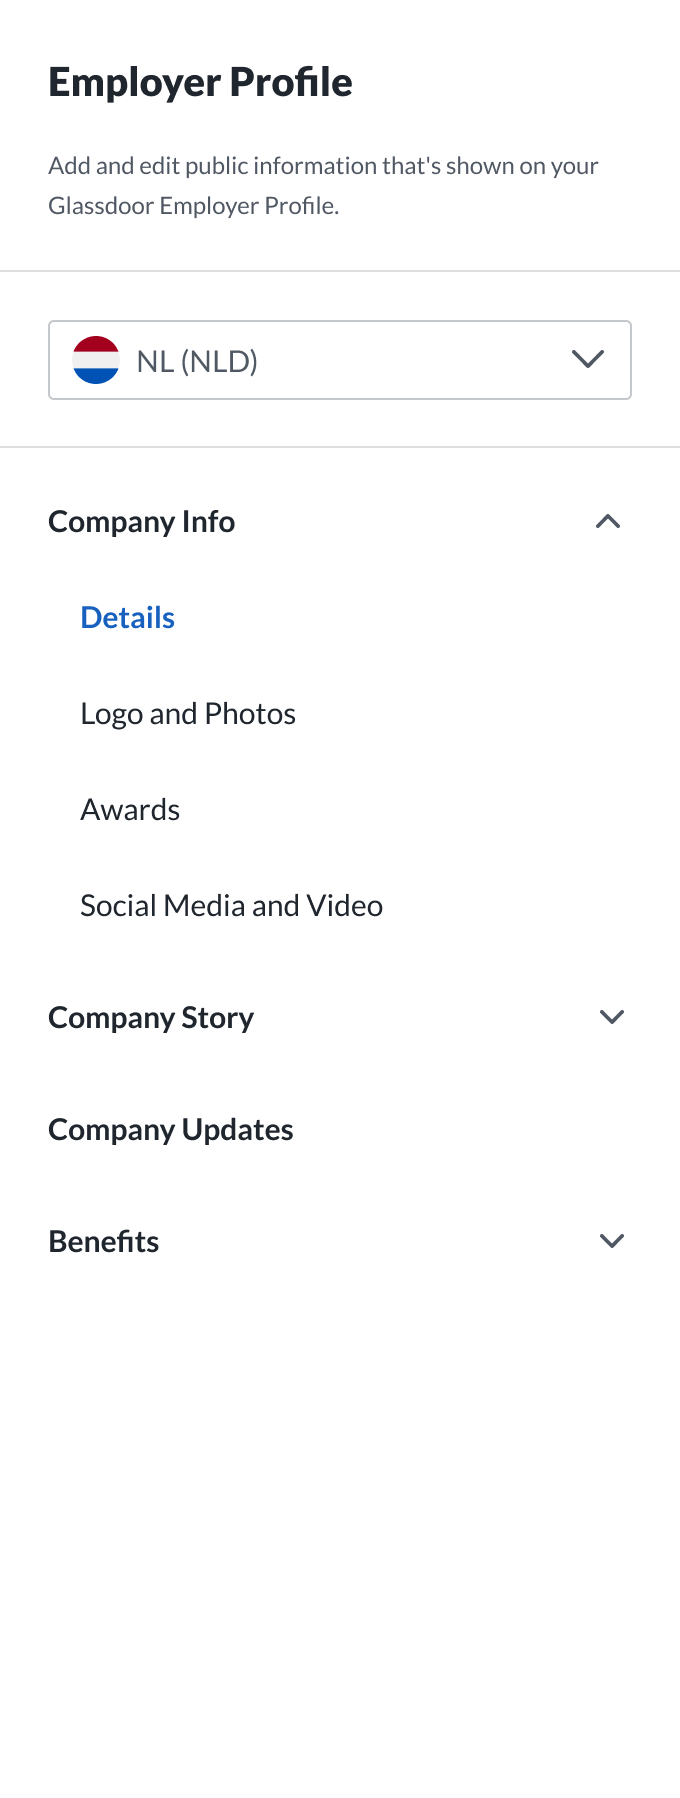 Employer Profile
Add and edit public information that's shown on your
Glassdoor Employer Profile.
NL (NLD)
Company Info
Details
Logo and Photos
Awards
Social Media and Video
Company Story
Company Updates
Benefits